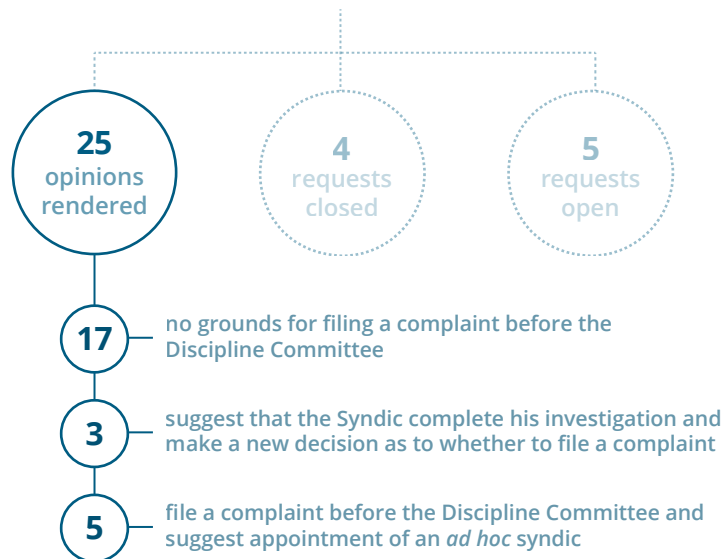 25
opinions
rendered
4
requests
closed
5
requests
open
17
no grounds for filing a complaint before the
Discipline Committee
3
suggest that the Syndic complete his investigation and
make a new decision as to whether to file a complaint
5
file a complaint before the Discipline Committee and
suggest appointment of an ad hoc syndic